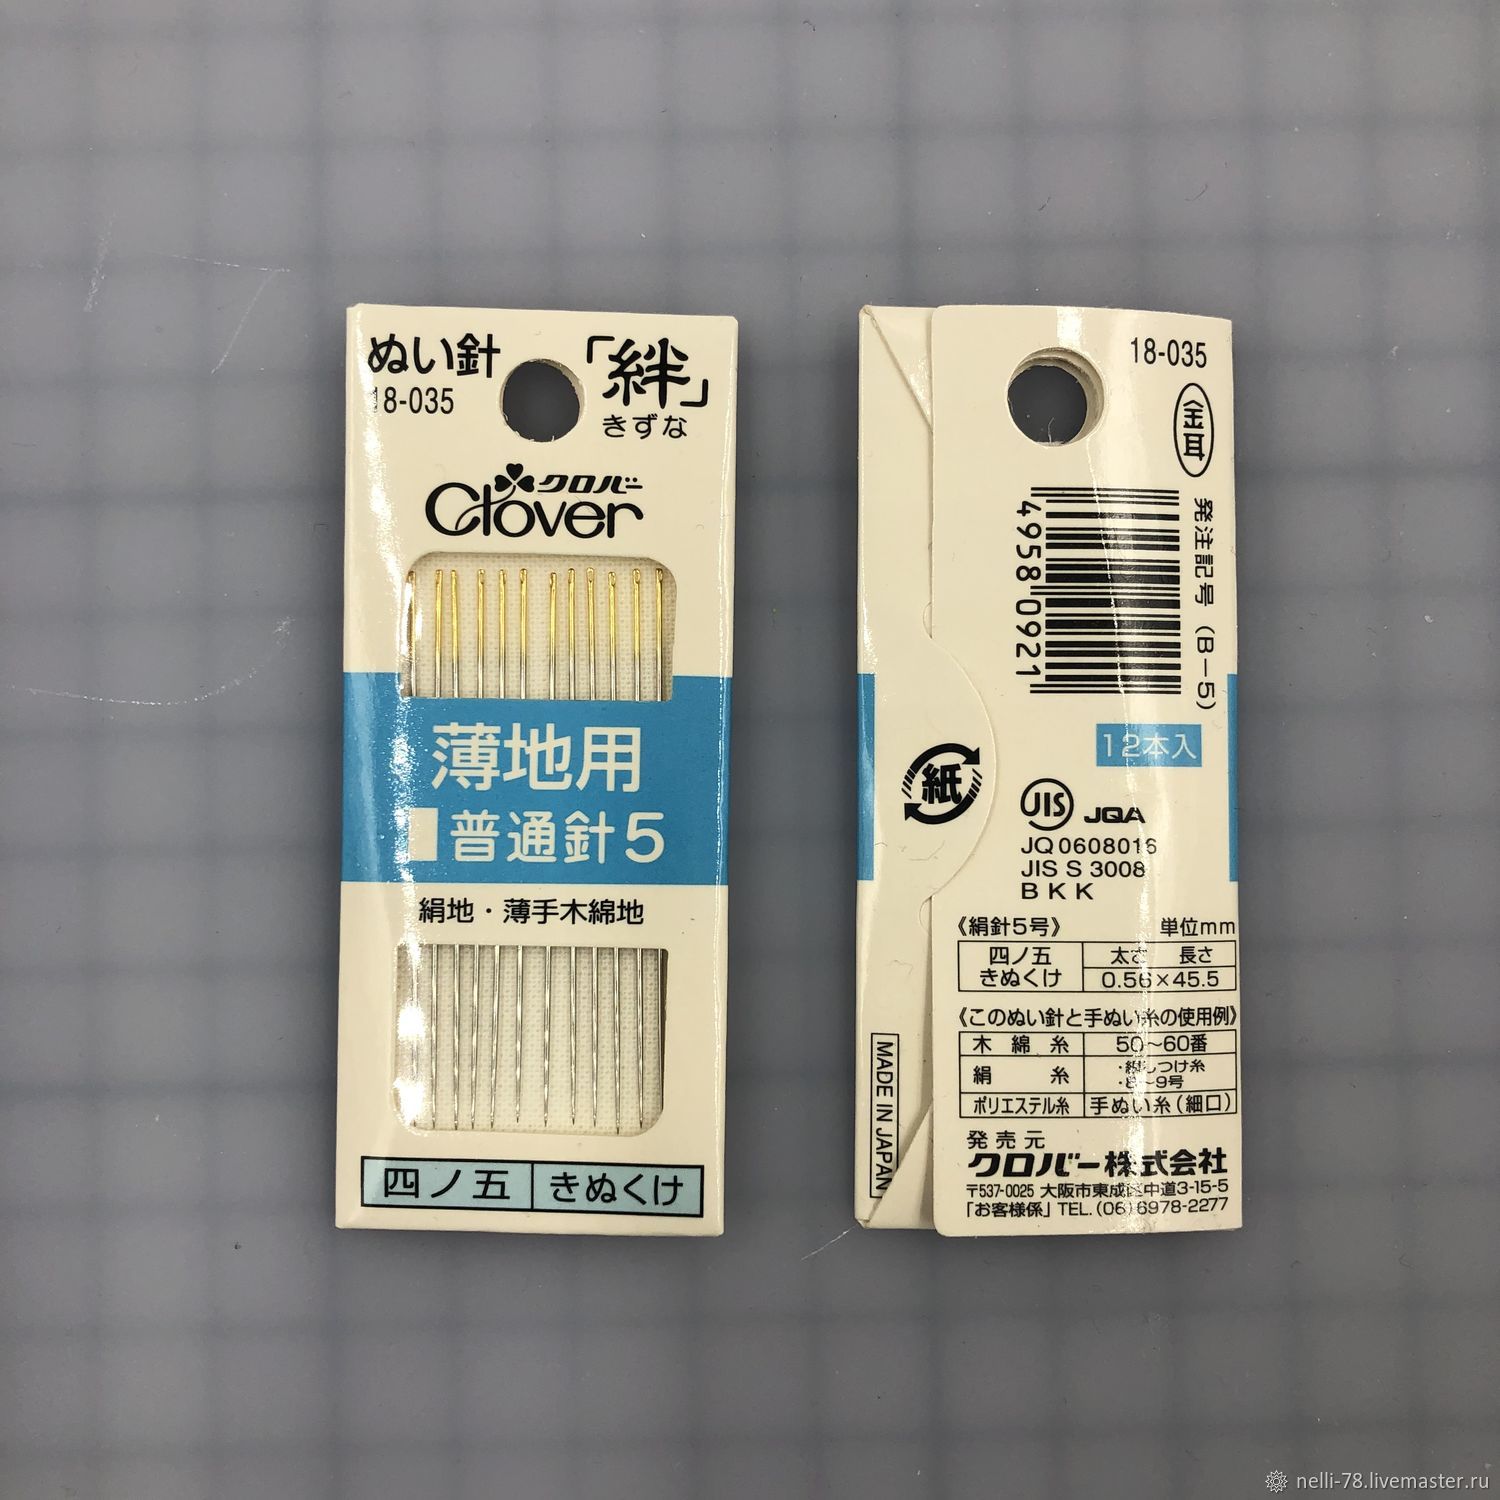 ぬい針
18-035
「絆」
きずな
クロバー
Clover
薄地用
普通針5
絹地・薄手木綿地
四ノ五 きぬくけ
18-035
金耳
4958 0921
発注記号 (B-5)
12本入
紙
JIS JQA
JQ 0608016
JIS S 3008
B K K
《絹針5号》 単位mm
四ノ五 太さ 長さ
きぬくけ 0.56×45.5
《このぬい針と手ぬい糸の使用例》
木綿糸 50〜60番
絹糸 ・絹しつけ糸
・8〜9号
ポリエステル糸 手ぬい糸(細口)
MADE IN JAPAN
発売元
クロバー株式会社
〒537-0025 大阪市東成区中道3-15-5
「お客様係」TEL.(06)6978-2277
nelli-78.livemaster.ru